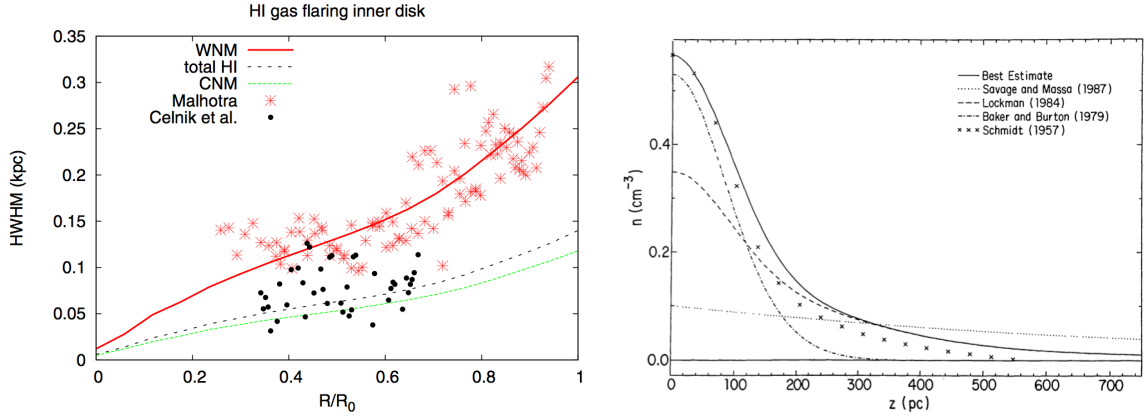 HI gas flaring inner disk
WNM
total HI
CNM
Malhotra
Celnik et al.
HWHM (kpc)
0.35
0.3
0.25
0.2
0.15
0.1
0.05
0
0 0.2 0.4 0.6 0.8 1
R/R0
Best Estimate
Savage and Massa (1987)
Lockman (1984)
Baker and Burton (1979)
Schmidt (1957)
n (cm⁻³)
0.4
0.2
0.0
0 100 200 300 400 500 600 700
z (pc)